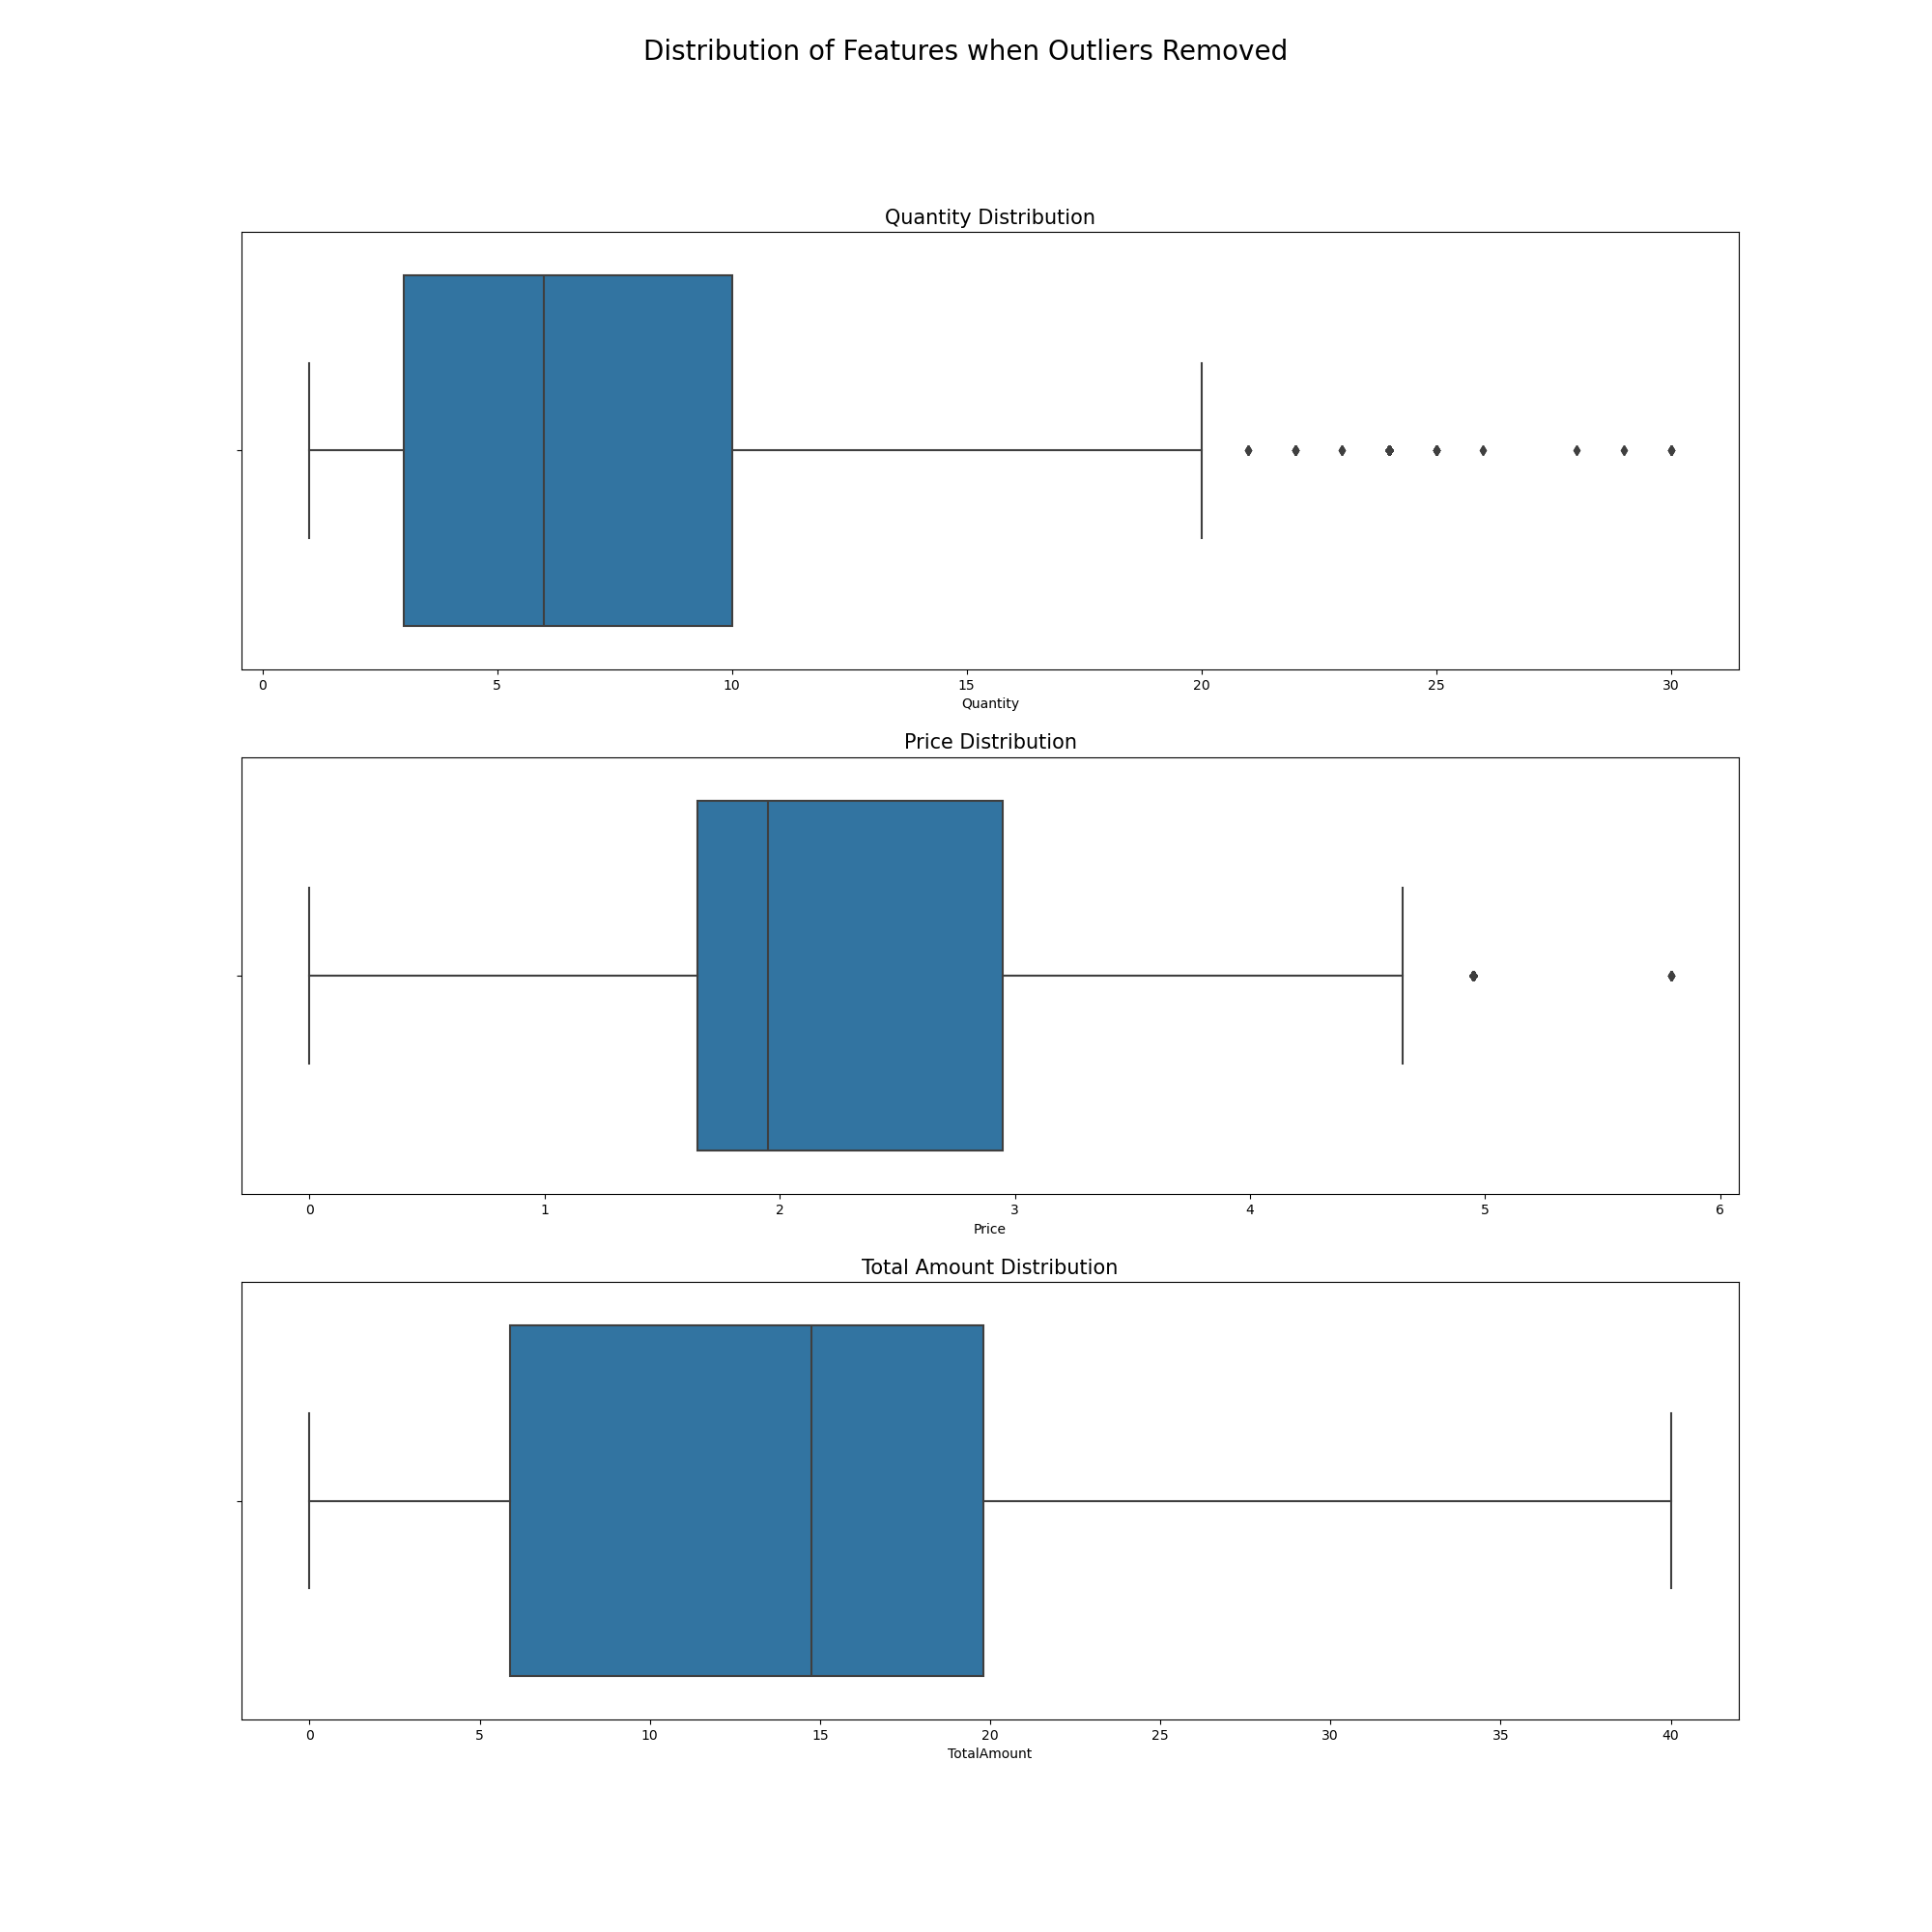 Distribution of Features when Outliers Removed
Quantity Distribution
0 5 10 15 20 25 30
Quantity
Price Distribution
0 1 2 3 4 5 6
Price
Total Amount Distribution
0 5 10 15 20 25 30 35 40
TotalAmount